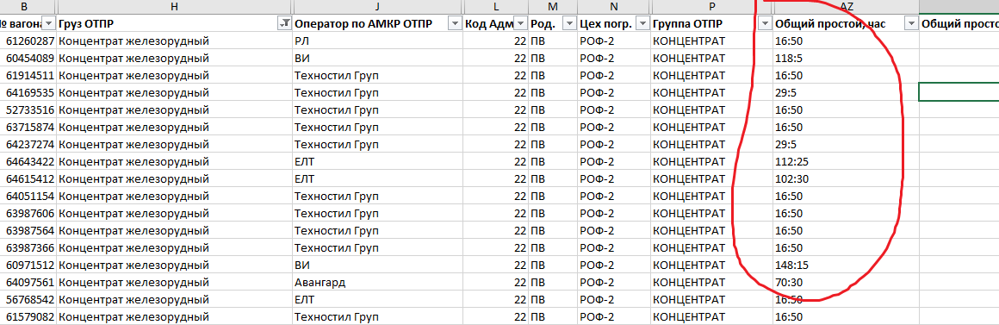 B H J L M N P AZ
№ вагона Груз ОТПР Оператор по АМКР ОТПР Код Адм Род. Цех погр. Группа ОТПР Общий простой, час Общий просто
61260287 Концентрат железорудный РЛ 22 ПВ РОФ-2 КОНЦЕНТРАТ 16:50
60454089 Концентрат железорудный ВИ 22 ПВ РОФ-2 КОНЦЕНТРАТ 118:5
61914511 Концентрат железорудный Техностил Груп 22 ПВ РОФ-2 КОНЦЕНТРАТ 16:50
64169535 Концентрат железорудный Техностил Груп 22 ПВ РОФ-2 КОНЦЕНТРАТ 29:5
52733516 Концентрат железорудный Техностил Груп 22 ПВ РОФ-2 КОНЦЕНТРАТ 16:50
63715874 Концентрат железорудный Техностил Груп 22 ПВ РОФ-2 КОНЦЕНТРАТ 16:50
64237274 Концентрат железорудный Техностил Груп 22 ПВ РОФ-2 КОНЦЕНТРАТ 29:5
64643422 Концентрат железорудный ЕЛТ 22 ПВ РОФ-2 КОНЦЕНТРАТ 112:25
64615412 Концентрат железорудный ЕЛТ 22 ПВ РОФ-2 КОНЦЕНТРАТ 102:30
64051154 Концентрат железорудный Техностил Груп 22 ПВ РОФ-2 КОНЦЕНТРАТ 16:50
63987606 Концентрат железорудный Техностил Груп 22 ПВ РОФ-2 КОНЦЕНТРАТ 16:50
63987564 Концентрат железорудный Техностил Груп 22 ПВ РОФ-2 КОНЦЕНТРАТ 16:50
63987366 Концентрат железорудный Техностил Груп 22 ПВ РОФ-2 КОНЦЕНТРАТ 16:50
60971512 Концентрат железорудный ВИ 22 ПВ РОФ-2 КОНЦЕНТРАТ 148:15
64097561 Концентрат железорудный Авангард 22 ПВ РОФ-2 КОНЦЕНТРАТ 70:30
56768542 Концентрат железорудный ЕЛТ 22 ПВ РОФ-2 КОНЦЕНТРАТ 16:50
61579082 Концентрат железорудный Техностил Груп 22 ПВ РОФ-2 КОНЦЕНТРАТ 16:50